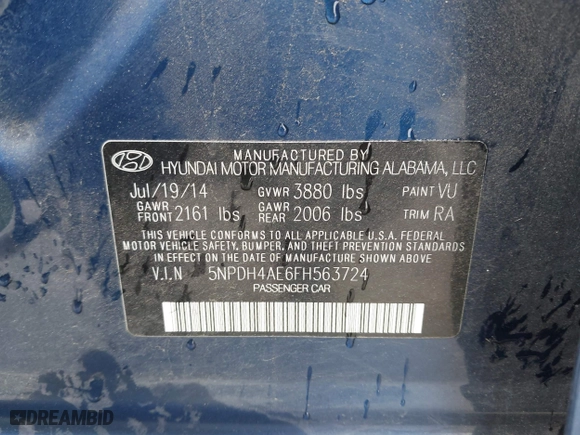 MANUFACTURED BY
HYUNDAI MOTOR MANUFACTURING ALABAMA, LLC
Jul/19/14 GVWR 3880 lbs PAINT VU
GAWR FRONT 2161 lbs GAWR REAR 2006 lbs TRIM RA
THIS VEHICLE CONFORMS TO ALL APPLICABLE U.S.A. FEDERAL
MOTOR VEHICLE SAFETY, BUMPER, AND THEFT PREVENTION STANDARDS
IN EFFECT ON THE DATE OF MANUFACTURE SHOWN ABOVE.
V.I.N 5NPDH4AE6FH563724
PASSENGER CAR
DREAMBID